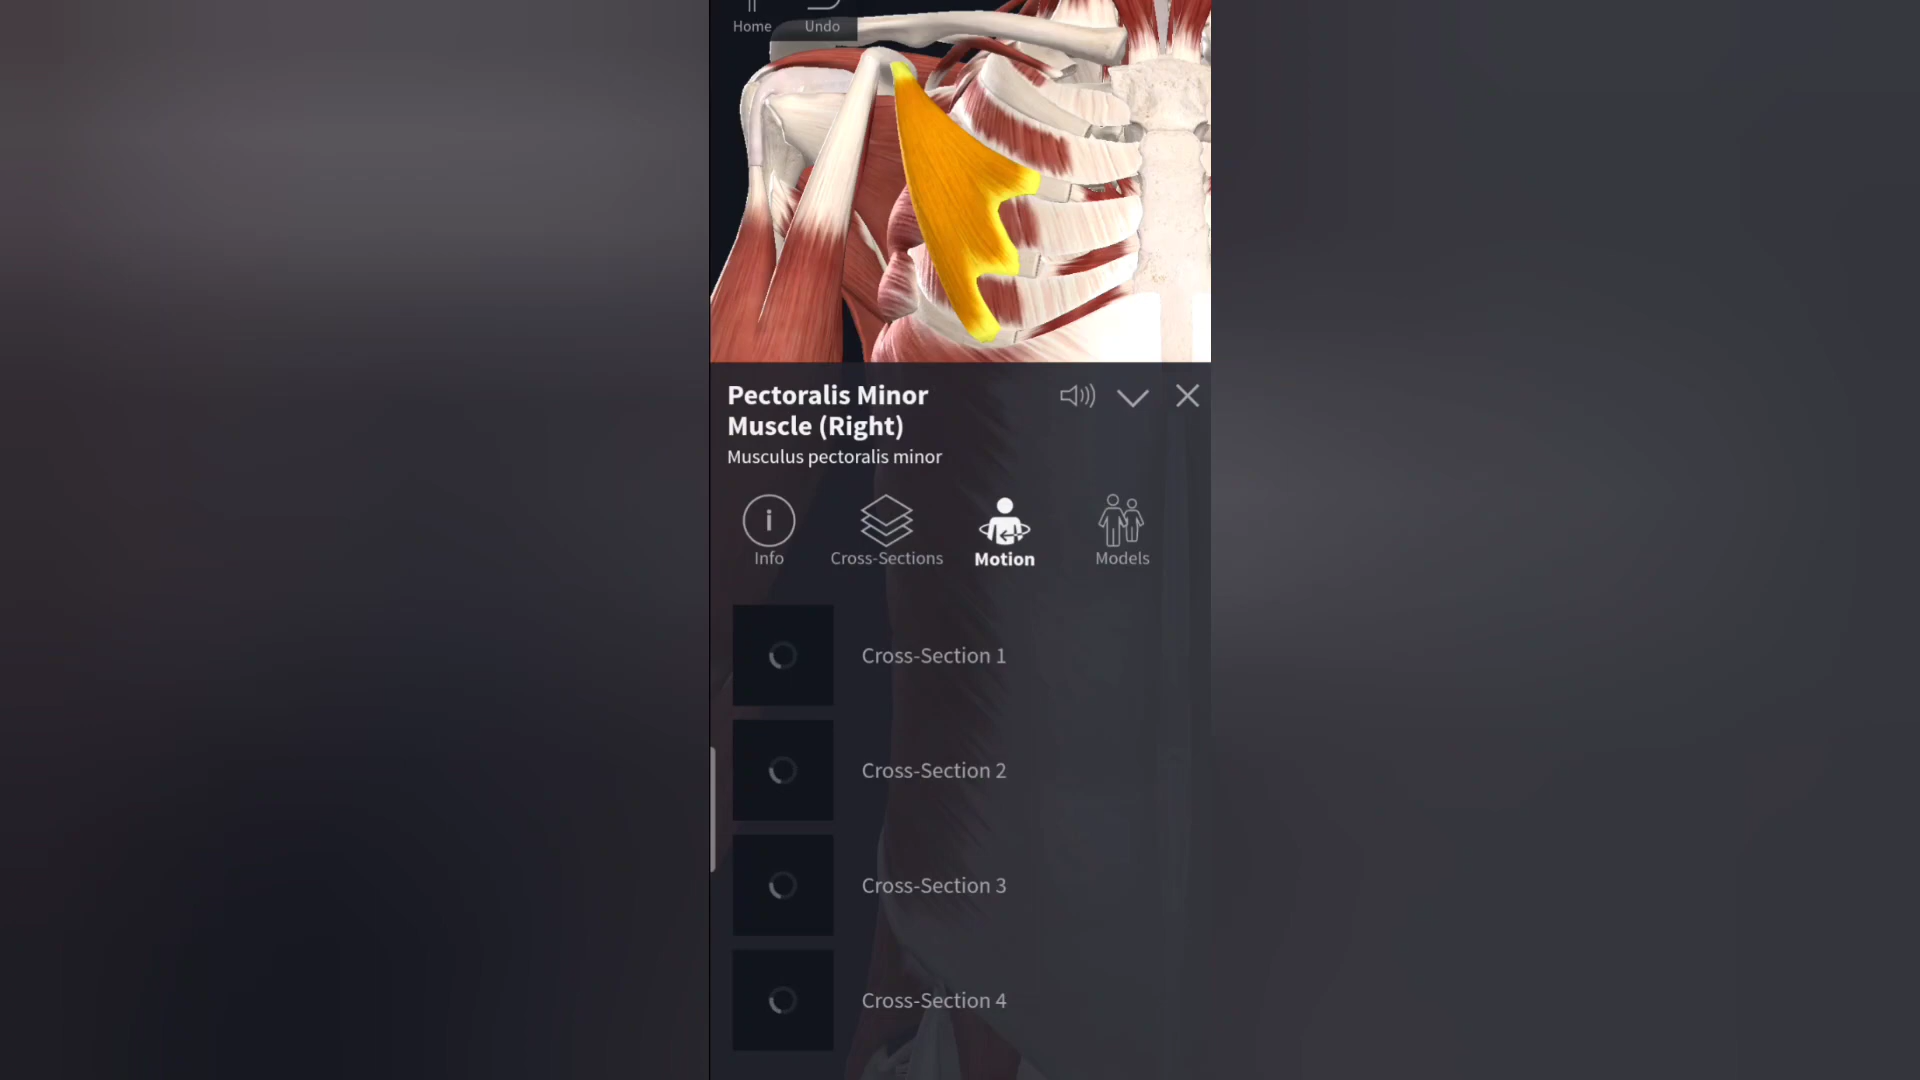 Home Undo
Pectoralis Minor
Muscle (Right)
Musculus pectoralis minor
Info Cross-Sections Motion Models
Cross-Section 1
Cross-Section 2
Cross-Section 3
Cross-Section 4